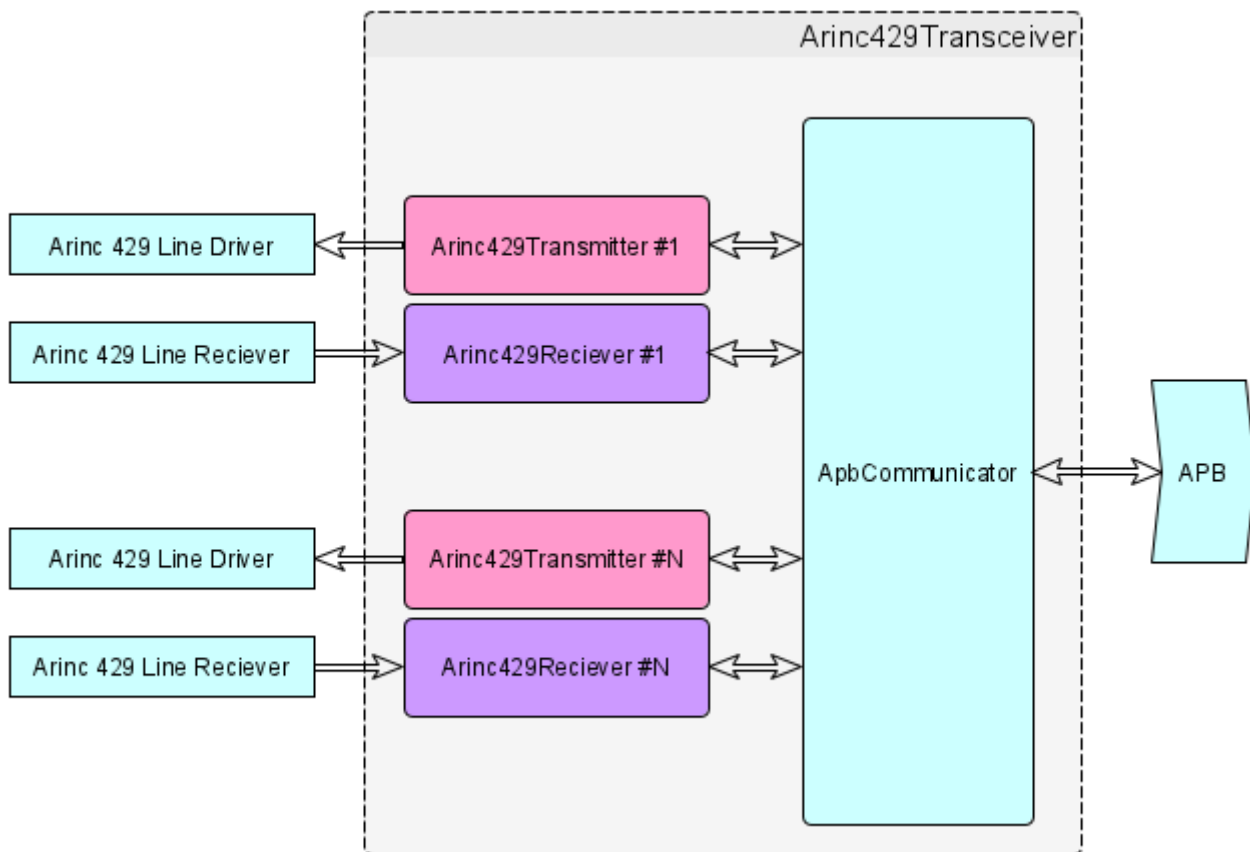 Arinc429Transceiver
Arinc 429 Line Driver
Arinc429Transmitter #1
Arinc 429 Line Reciever
Arinc429Reciever #1
ApbCommunicator
APB
Arinc 429 Line Driver
Arinc429Transmitter #N
Arinc 429 Line Reciever
Arinc429Reciever #N